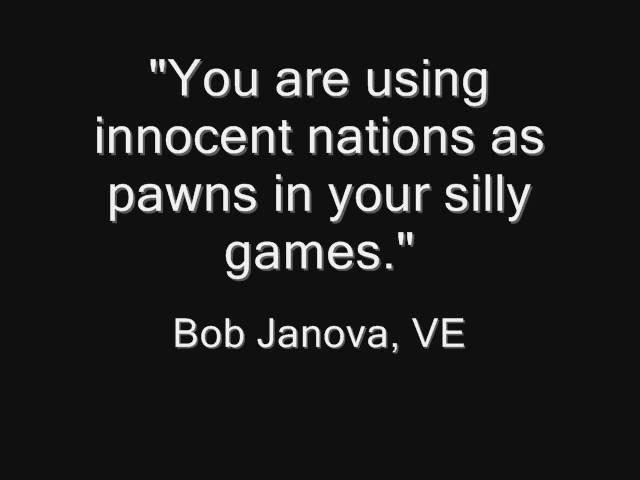 "You are using
innocent nations as
pawns in your silly
games."
Bob Janova, VE